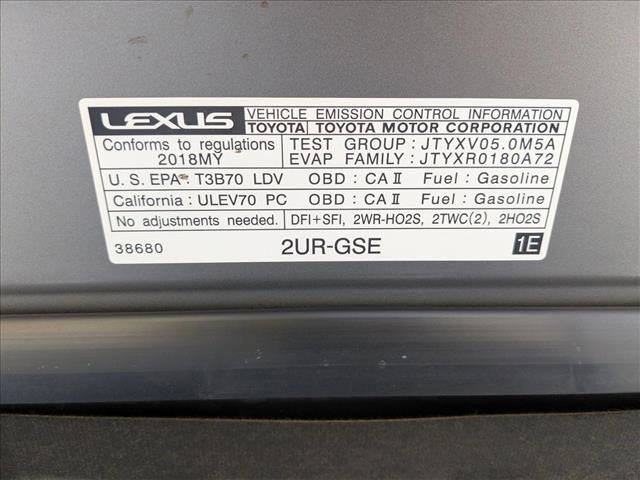 LEXUS VEHICLE EMISSION CONTROL INFORMATION
TOYOTA TOYOTA MOTOR CORPORATION
Conforms to regulations TEST GROUP: JTYXV05.0M5A
2018MY EVAP FAMILY: JTYXR0180A72
U. S. EPA : T3B70 LDV OBD : CA II Fuel : Gasoline
California : ULEV70 PC OBD : CA II Fuel : Gasoline
No adjustments needed. DFI+SFI, 2WR-HO2S, 2TWC(2), 2HO2S
38680 2UR-GSE 1E